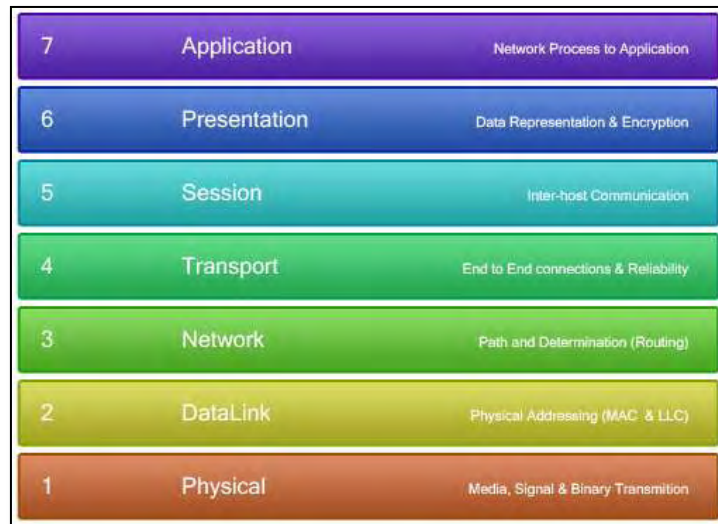 7 Application Network Process to Application
6 Presentation Data Representation & Encryption
5 Session Inter-host Communication
4 Transport End to End connections & Reliability
3 Network Path and Determination (Routing)
2 DataLink Physical Addressing (MAC & LLC)
1 Physical Media, Signal & Binary Transmition